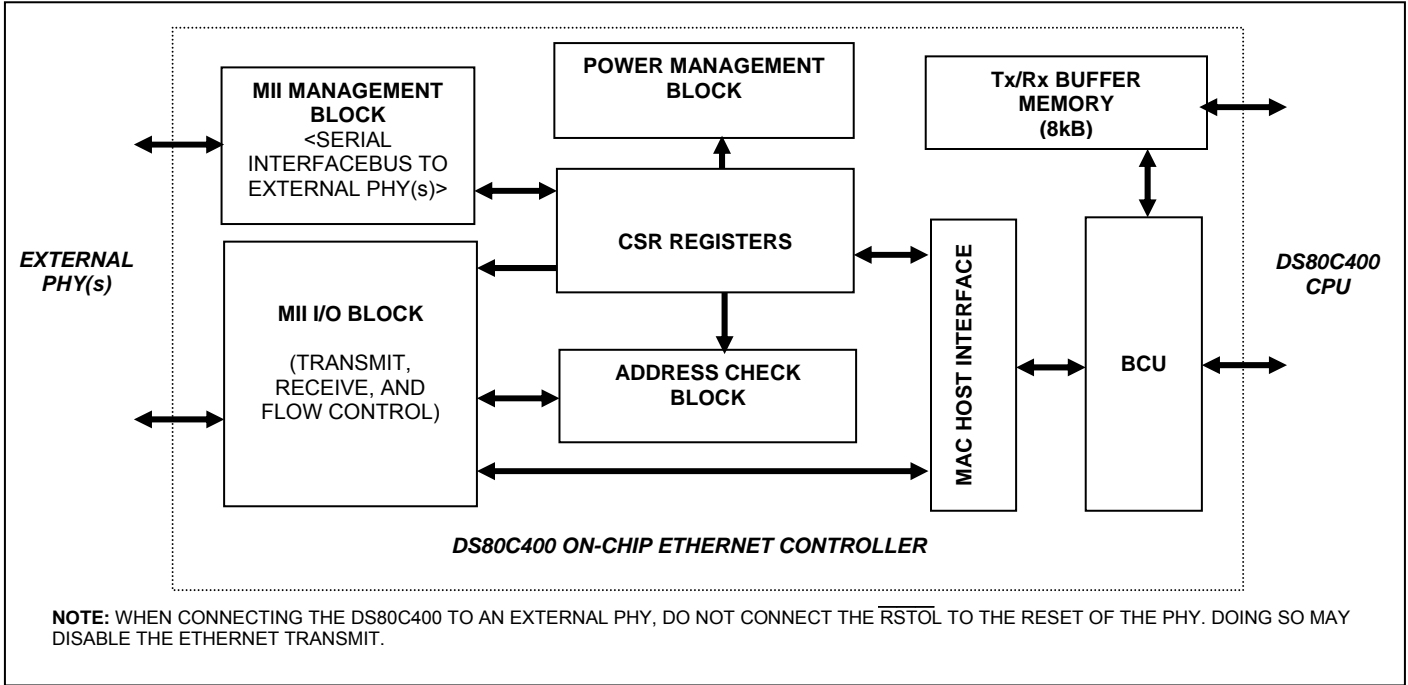 POWER MANAGEMENT
BLOCK
Tx/Rx BUFFER
MEMORY
(8kB)
MII MANAGEMENT
BLOCK
<SERIAL
INTERFACEBUS TO
EXTERNAL PHY(s)>
CSR REGISTERS
EXTERNAL
PHY(s)
DS80C400
CPU
MII I/O BLOCK
(TRANSMIT,
RECEIVE, AND
FLOW CONTROL)
ADDRESS CHECK
BLOCK
MAC HOST INTERFACE
BCU
DS80C400 ON-CHIP ETHERNET CONTROLLER
NOTE: WHEN CONNECTING THE DS80C400 TO AN EXTERNAL PHY, DO NOT CONNECT THE R̅S̅T̅O̅L̅ TO THE RESET OF THE PHY. DOING SO MAY
DISABLE THE ETHERNET TRANSMIT.